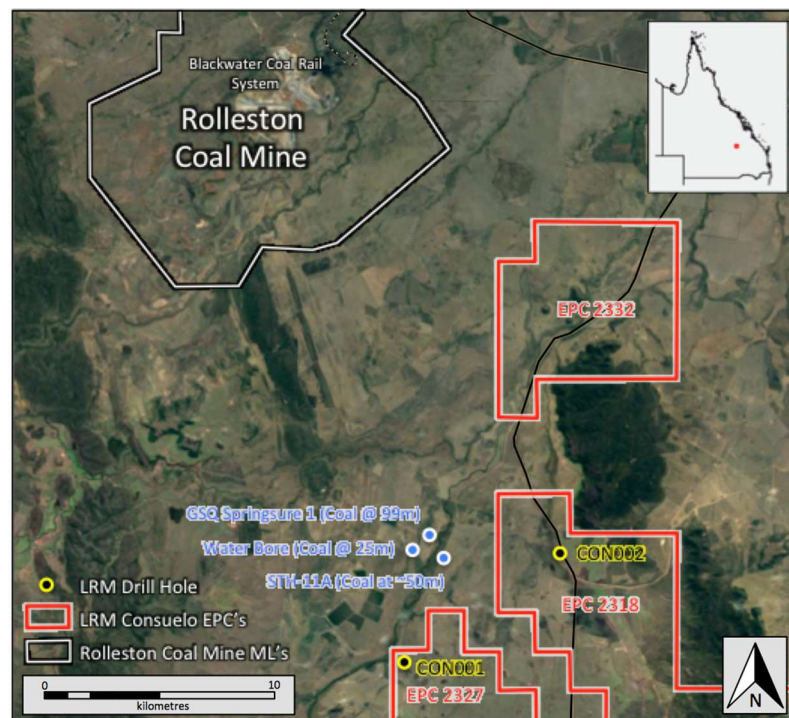 Blackwater Coal Rail
System
Rolleston
Coal Mine
EPC 2332
GSQ Springsure 1 (Coal @ 99m)
Water Bore (Coal @ 25m)
STH-11A (Coal at ~50m)
CON002
EPC 2318
CON001
EPC 2327
LRM Drill Hole
LRM Consuelo EPC's
Rolleston Coal Mine ML's
0 10
kilometres
N